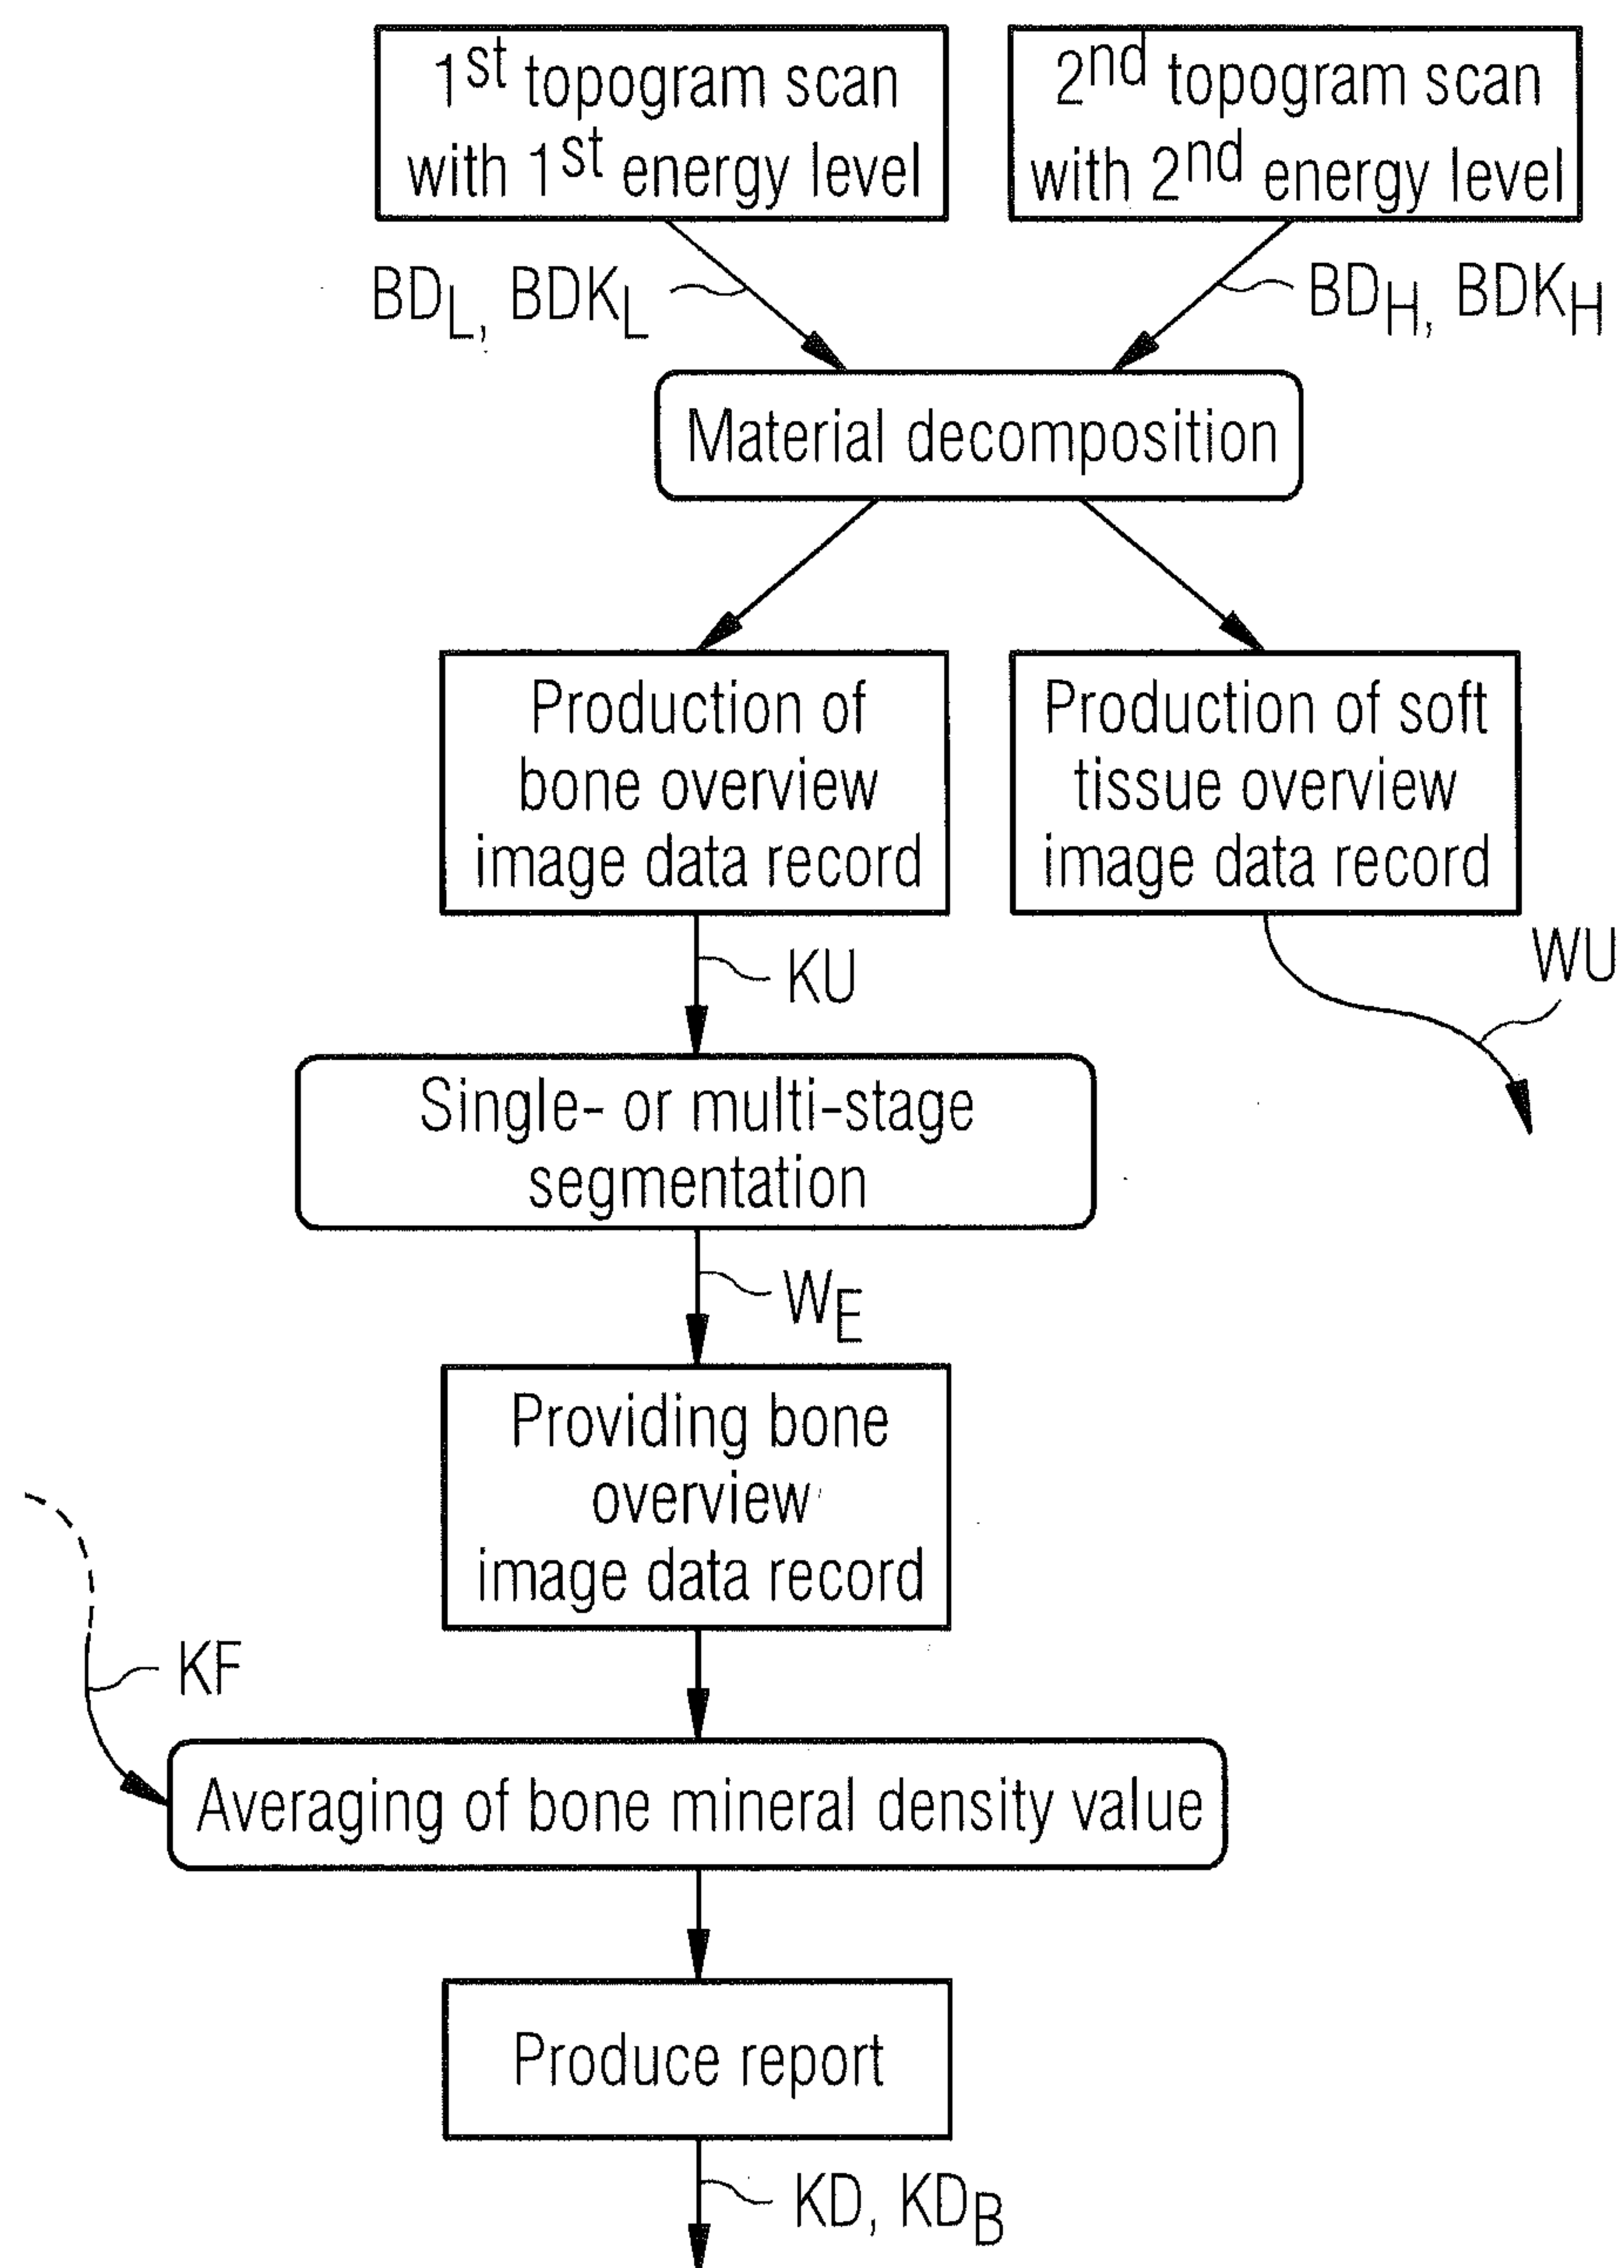 1st topogram scan
with 1st energy level
2nd topogram scan
with 2nd energy level
BDL, BDKL
BDH, BDKH
Material decomposition
Production of
bone overview
image data record
Production of soft
tissue overview
image data record
KU
WU
Single- or multi-stage
segmentation
WE
Providing bone
overview
image data record
KF
Averaging of bone mineral density value
Produce report
KD, KDB